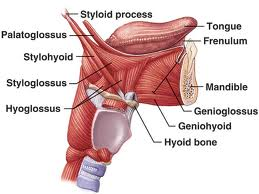 Styloid process
Palatoglossus
Stylohyoid
Styloglossus
Hyoglossus
Tongue
Frenulum
Mandible
Genioglossus
Geniohyoid
Hyoid bone